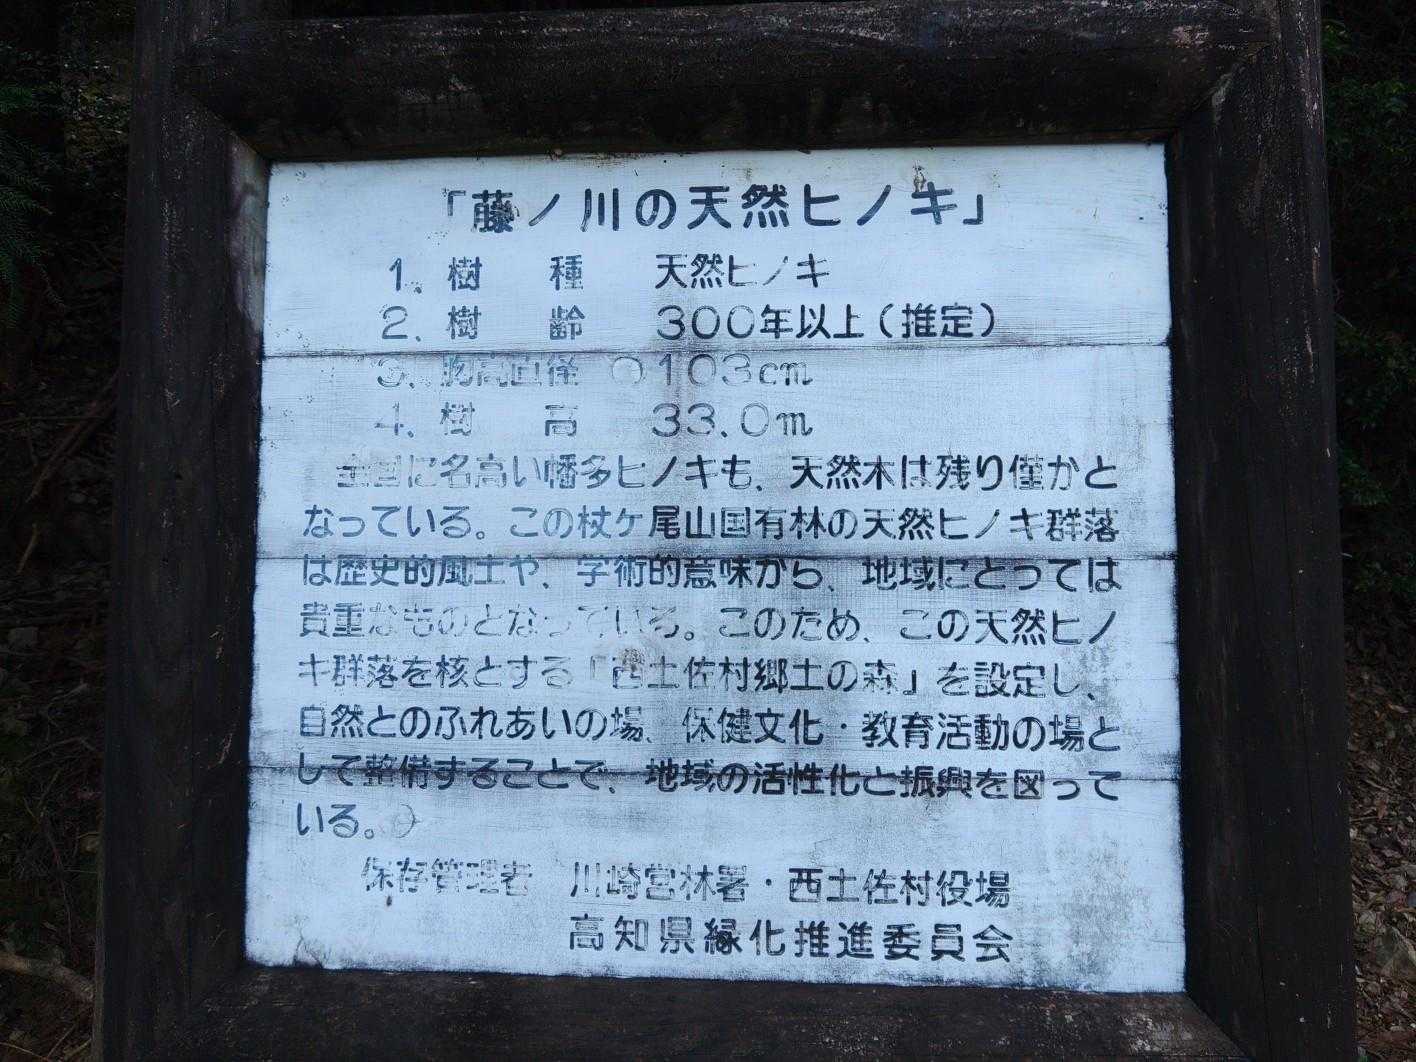 「藤ノ川の天然ヒノキ」
1. 樹　種　天然ヒノキ
2. 樹　齢　300年以上(推定)
3. 胸高直径　103cm
4. 樹　高　33.0m
全国に名高い幡多ヒノキも、天然木は残り僅かと
なっている。この杖ケ尾山国有林の天然ヒノキ群落
は歴史的風土や、学術的意味から、地域にとっては
貴重なものとなっている。このため、この天然ヒノ
キ群落を核とする「西土佐村郷土の森」を設定し、
自然とのふれあいの場、保健文化・教育活動の場と
して整備することで、地域の活性化と振興を図って
いる。
保存管理者　川崎営林署・西土佐村役場
高知県緑化推進委員会